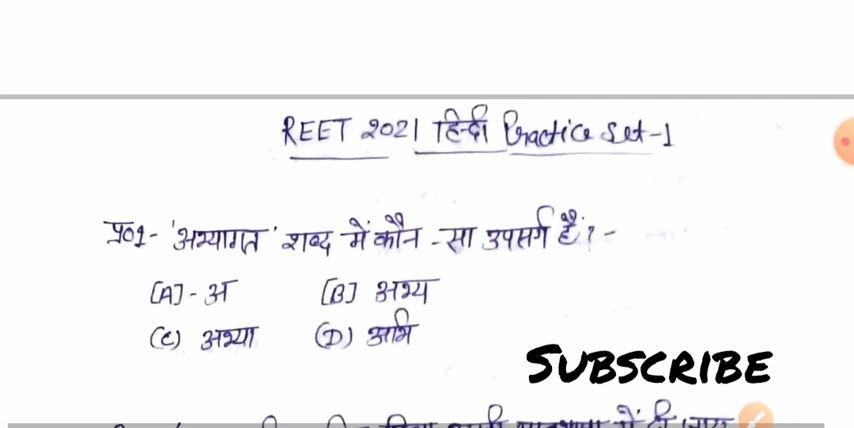 REET 2021 हिन्दी Practice Set-1
प्र01- 'अभ्यागत' शब्द में कौन-सा उपसर्ग है? -
[A]- अ [B] अभ्य
(C) अभ्या (D) अभि
SUBSCRIBE
में दी जाय